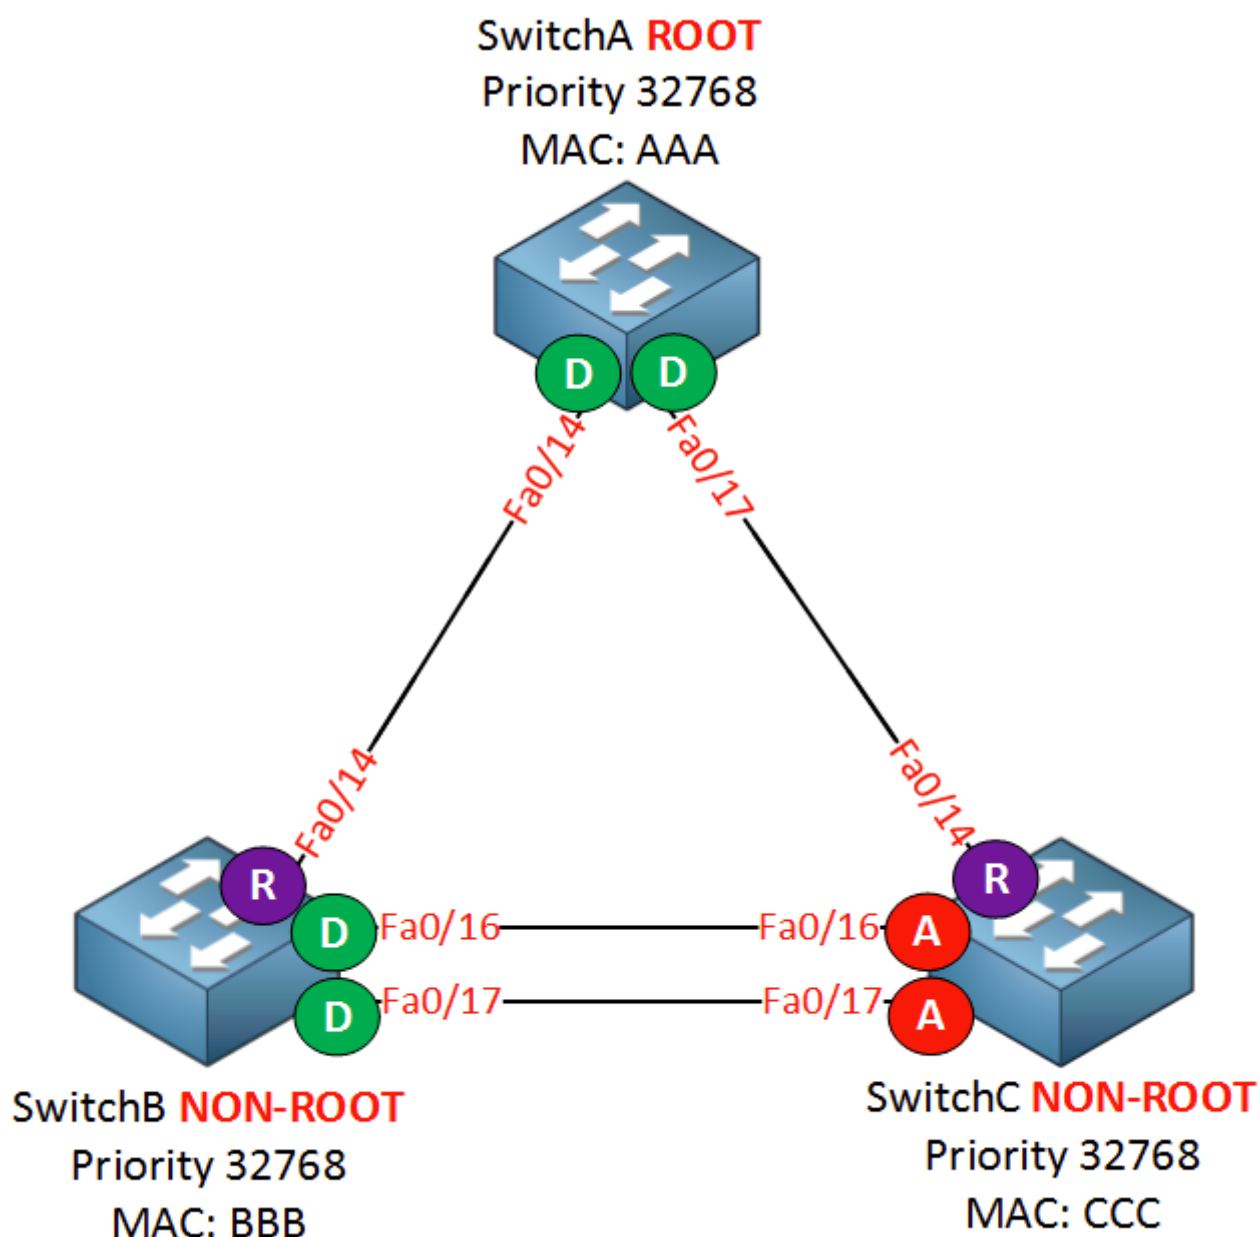 SwitchA ROOT
Priority 32768
MAC: AAA
D
D
Fa0/14
Fa0/17
Fa0/14
Fa0/14
R
R
D
Fa0/16
Fa0/16
A
D
Fa0/17
Fa0/17
A
SwitchB NON-ROOT
Priority 32768
MAC: BBB
SwitchC NON-ROOT
Priority 32768
MAC: CCC